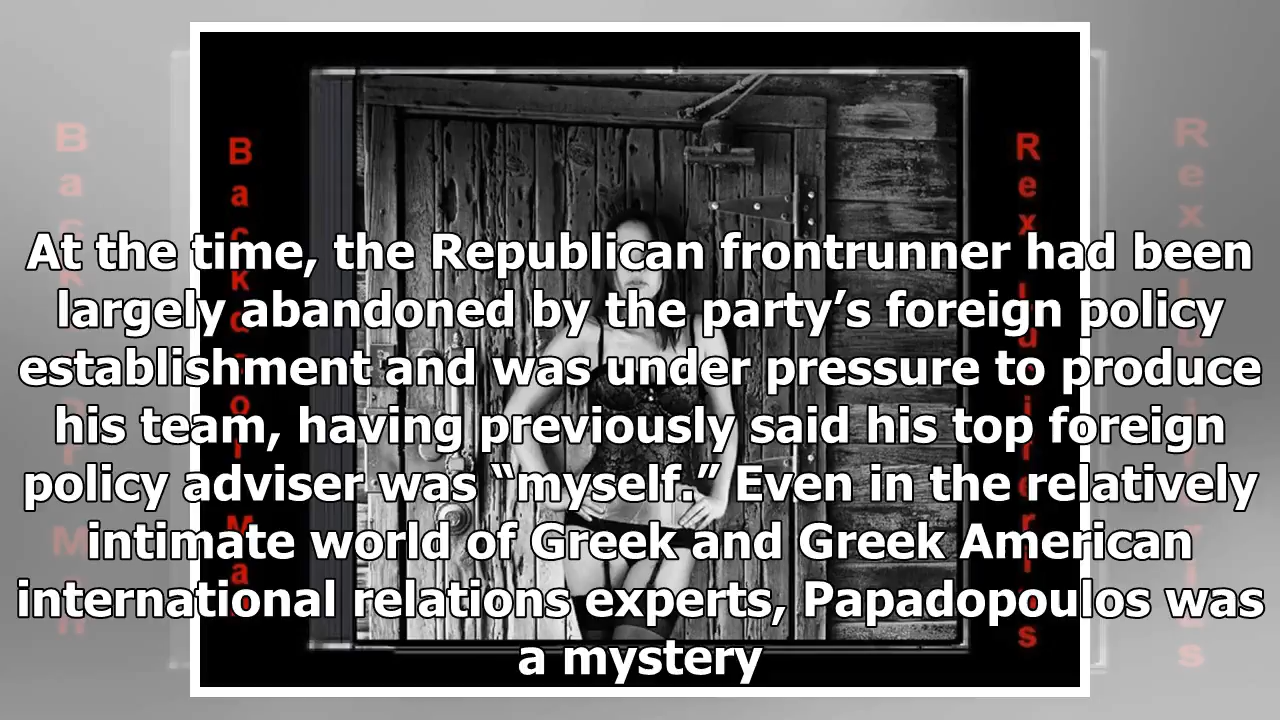 At the time, the Republican frontrunner had been
largely abandoned by the party’s foreign policy
establishment and was under pressure to produce
his team, having previously said his top foreign
policy adviser was “myself.” Even in the relatively
intimate world of Greek and Greek American
international relations experts, Papadopoulos was
a mystery